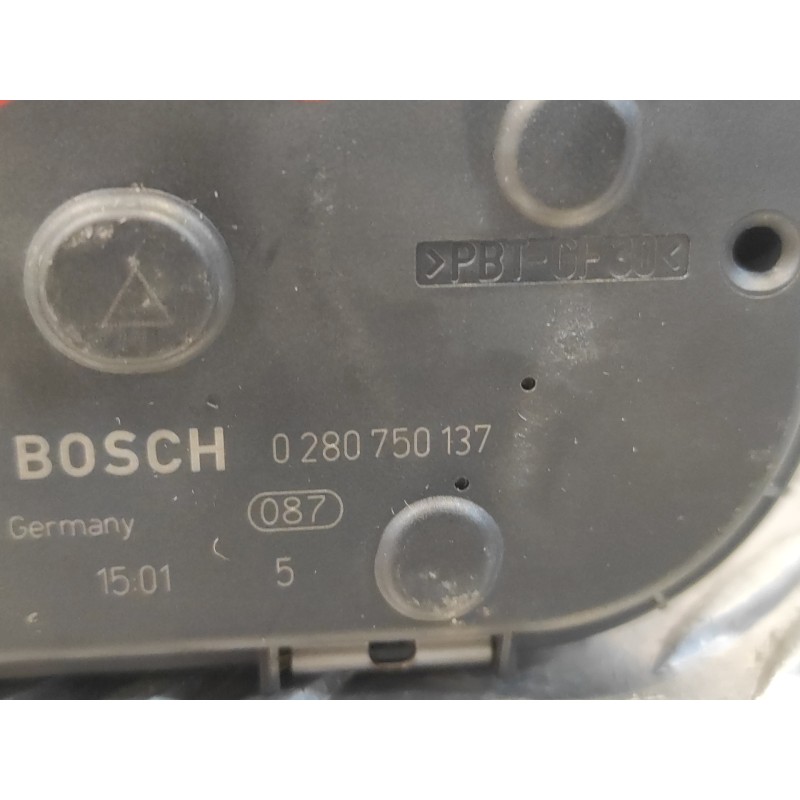 >PBT-GF30<
BOSCH 0 280 750 137
Germany 087
15:01 5